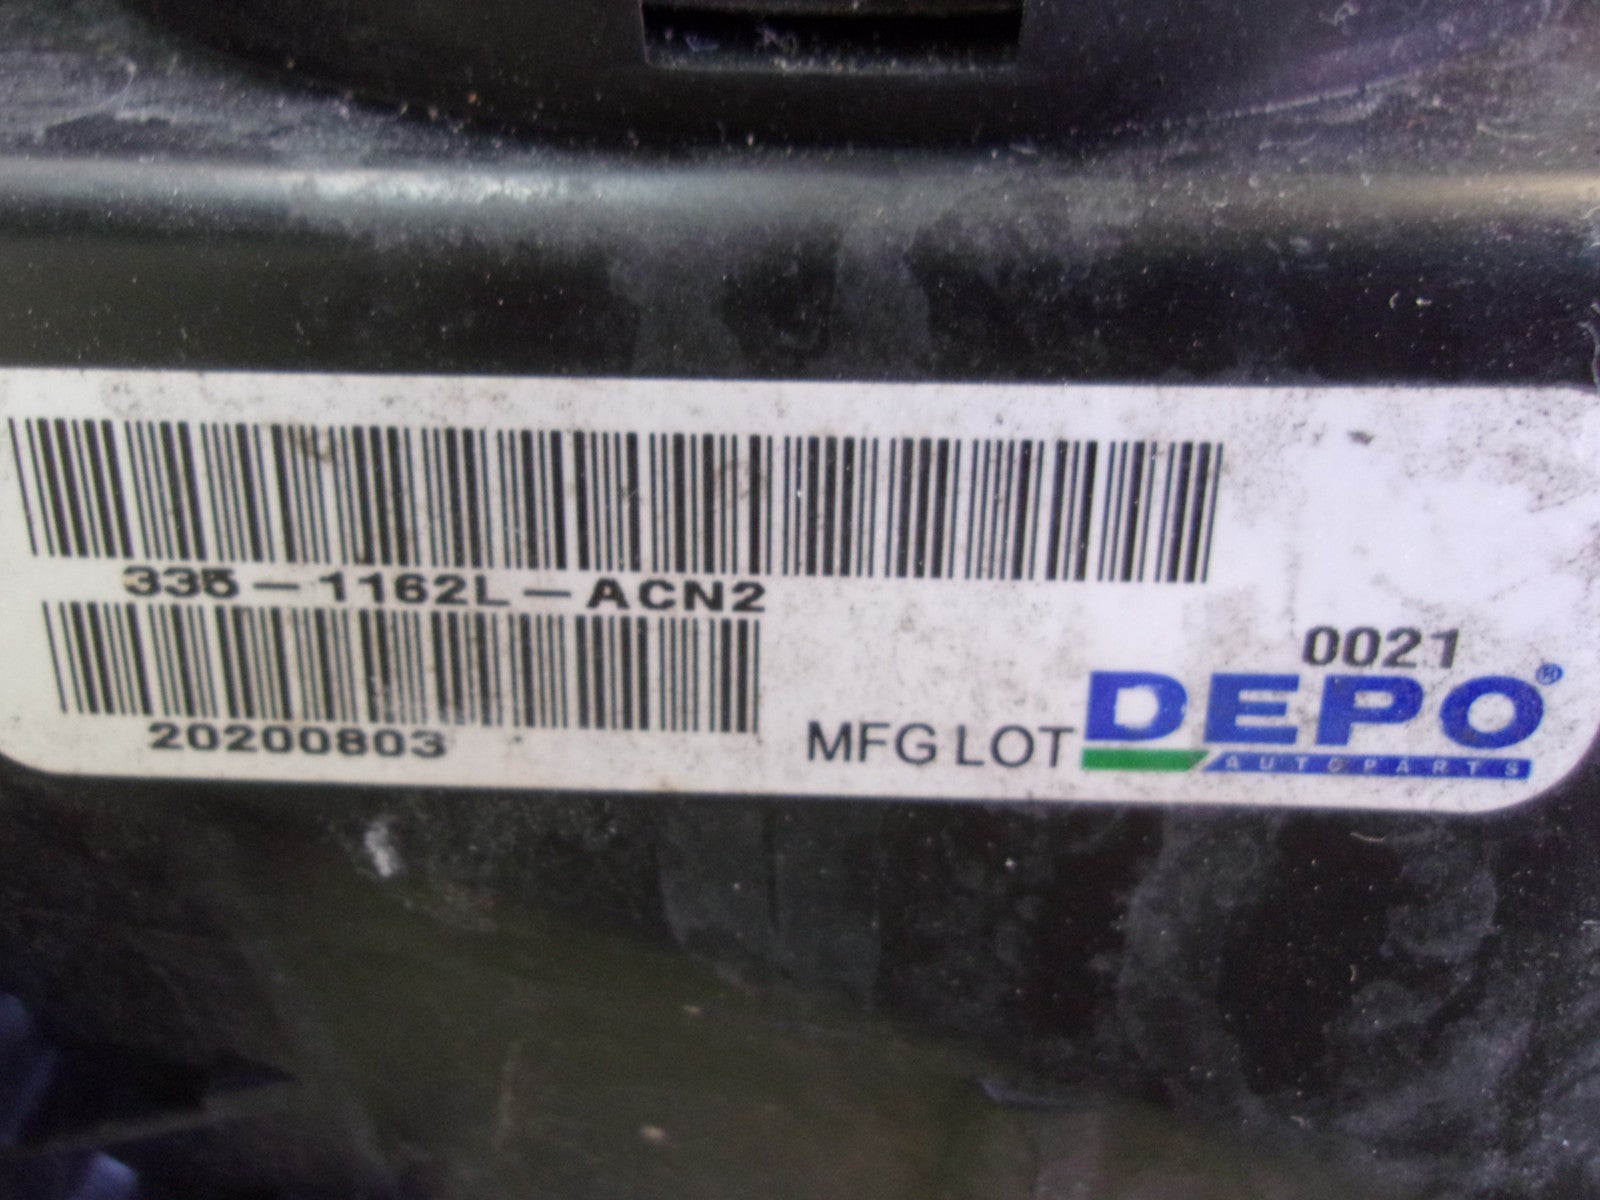 335-1162L-ACN2
20200803
0021
MFG LOT
DEPO®
AUTOPARTS